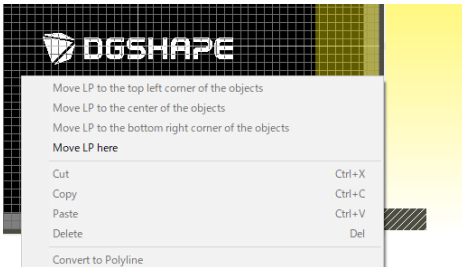 DGSHAPE
Move LP to the top left corner of the objects
Move LP to the center of the objects
Move LP to the bottom right corner of the objects
Move LP here
Cut Ctrl+X
Copy Ctrl+C
Paste Ctrl+V
Delete Del
Convert to Polyline